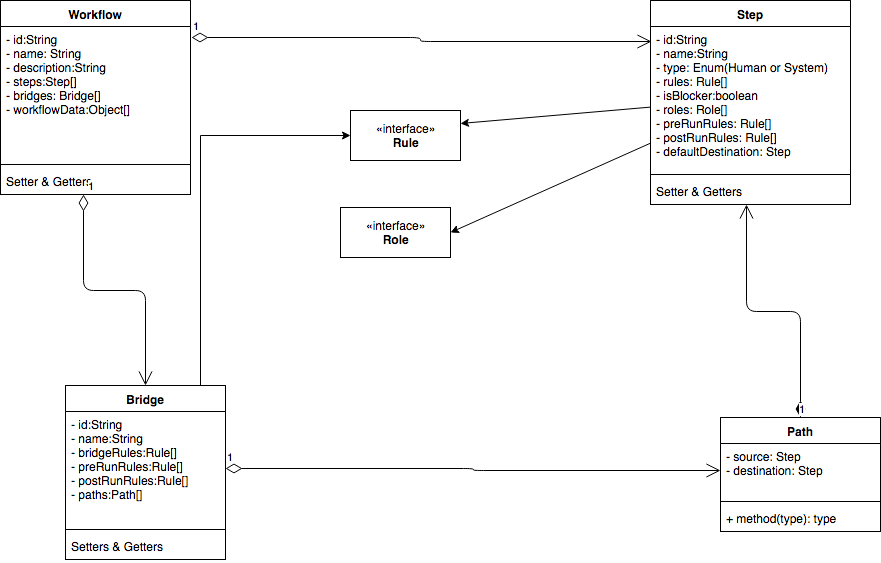 Workflow
- id:String
- name: String
- description:String
- steps:Step[]
- bridges: Bridge[]
- workflowData:Object[]
Setter & Getters
1
1
Step
- id:String
- name:String
- type: Enum(Human or System)
- rules: Rule[]
- isBlocker:boolean
- roles: Role[]
- preRunRules: Rule[]
- postRunRules: Rule[]
- defaultDestination: Step
Setter & Getters
«interface»
Rule
«interface»
Role
Bridge
- id:String
- name:String
- bridgeRules:Rule[]
- preRunRules:Rule[]
- postRunRules:Rule[]
- paths:Path[]
Setters & Getters
1
1
Path
- source: Step
- destination: Step
+ method(type): type